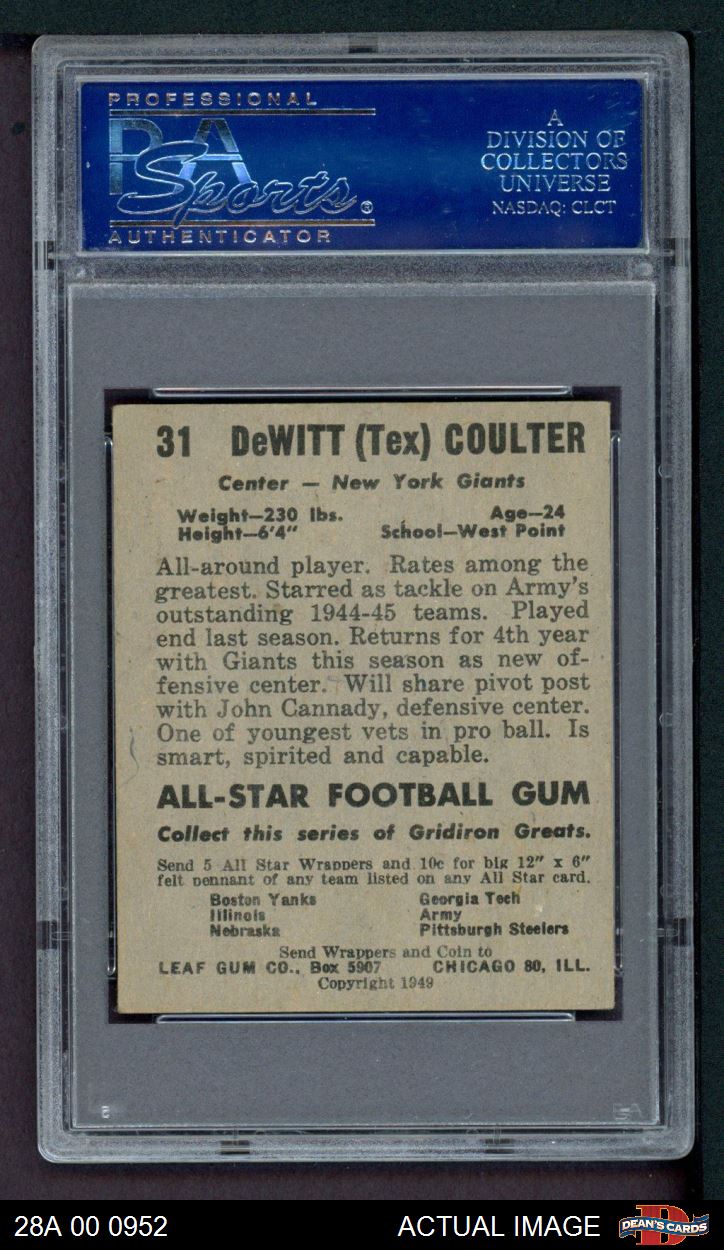 PROFESSIONAL
PSA
Sports®
AUTHENTICATOR
A
DIVISION OF
COLLECTORS
UNIVERSE
NASDAQ: CLCT
31 DeWITT (Tex) COULTER
Center — New York Giants
Weight—230 lbs. Age—24
Height—6'4" School—West Point
All-around player. Rates among the
greatest. Starred as tackle on Army's
outstanding 1944-45 teams. Played
end last season. Returns for 4th year
with Giants this season as new of-
fensive center. Will share pivot post
with John Cannady, defensive center.
One of youngest vets in pro ball. Is
smart, spirited and capable.
ALL-STAR FOOTBALL GUM
Collect this series of Gridiron Greats.
Send 5 All Star Wrappers and 10c for big 12" x 6"
felt pennant of any team listed on any All Star card.
Boston Yanks Georgia Tech
Illinois Army
Nebraska Pittsburgh Steelers
Send Wrappers and Coin to
LEAF GUM CO., Box 5907 CHICAGO 80, ILL.
Copyright 1949
28A 00 0952 ACTUAL IMAGE DEAN'S CARDS